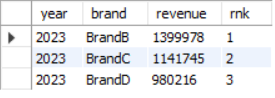 year brand revenue rnk
2023 BrandB 1399978 1
2023 BrandC 1141745 2
2023 BrandD 980216 3